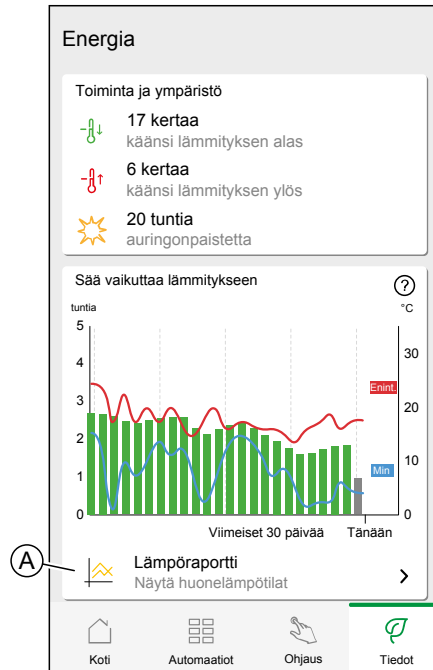 Energia
Toiminta ja ympäristö
17 kertaa
käänsi lämmityksen alas
6 kertaa
käänsi lämmityksen ylös
20 tuntia
auringonpaistetta
Sää vaikuttaa lämmitykseen
?
tuntia
°C
5
4
3
2
1
0
30
20
10
0
Enint.
Min
Viimeiset 30 päivää
Tänään
A
Lämpöraportti
Näytä huonelämpötilat
Koti
Automaatiot
Ohjaus
Tiedot